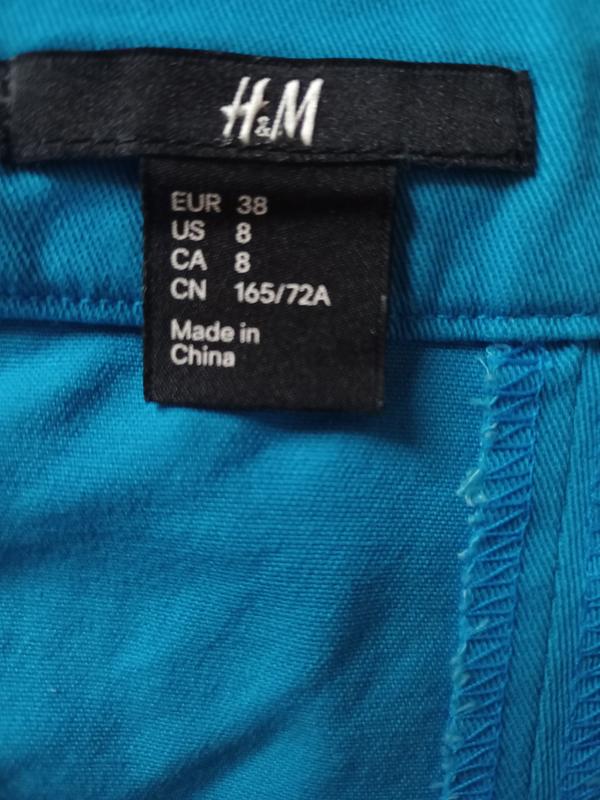 H&M
EUR 38
US 8
CA 8
CN 165/72A
Made in
China